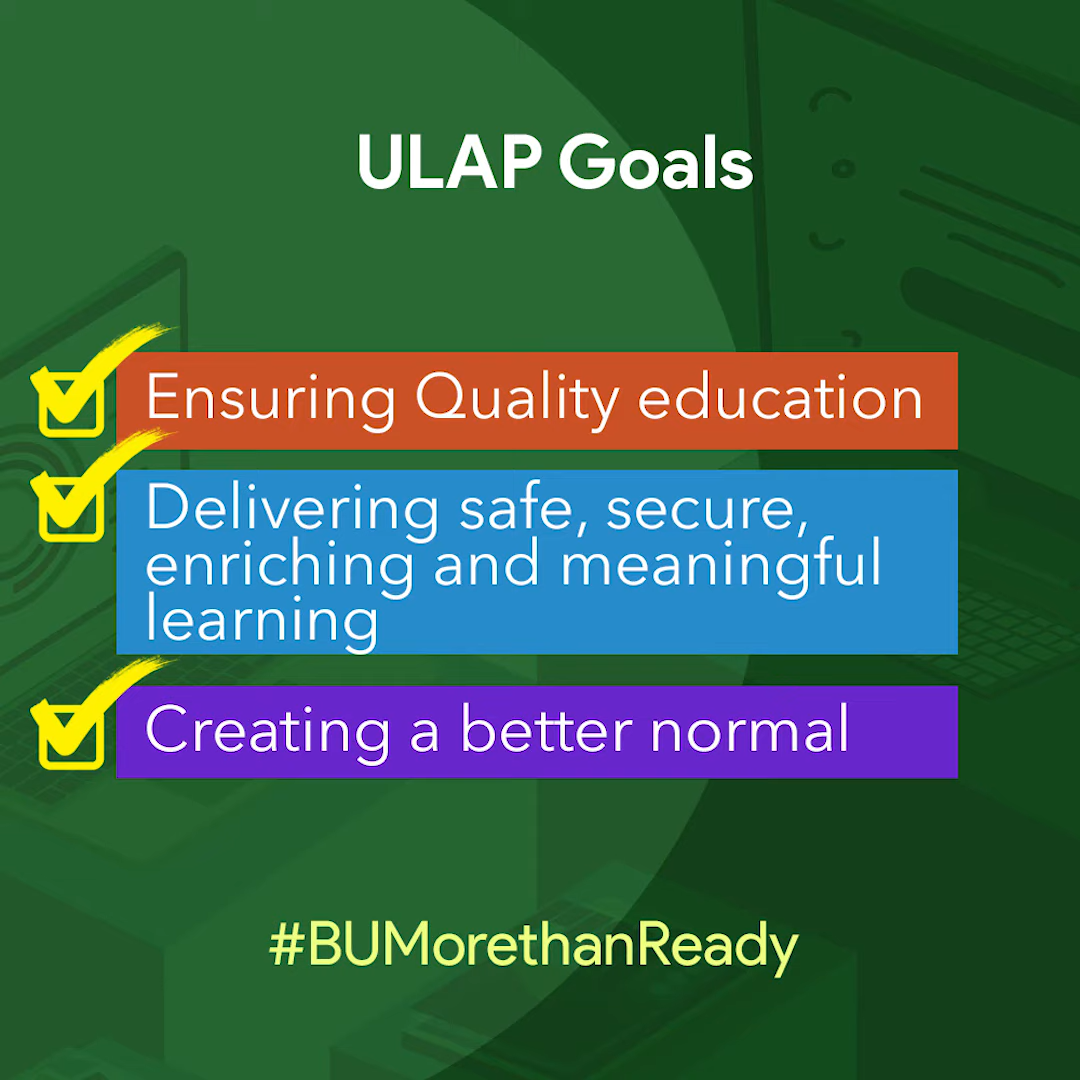 ULAP Goals
Ensuring Quality education
Delivering safe, secure,
enriching and meaningful
learning
Creating a better normal
#BUMorethanReady